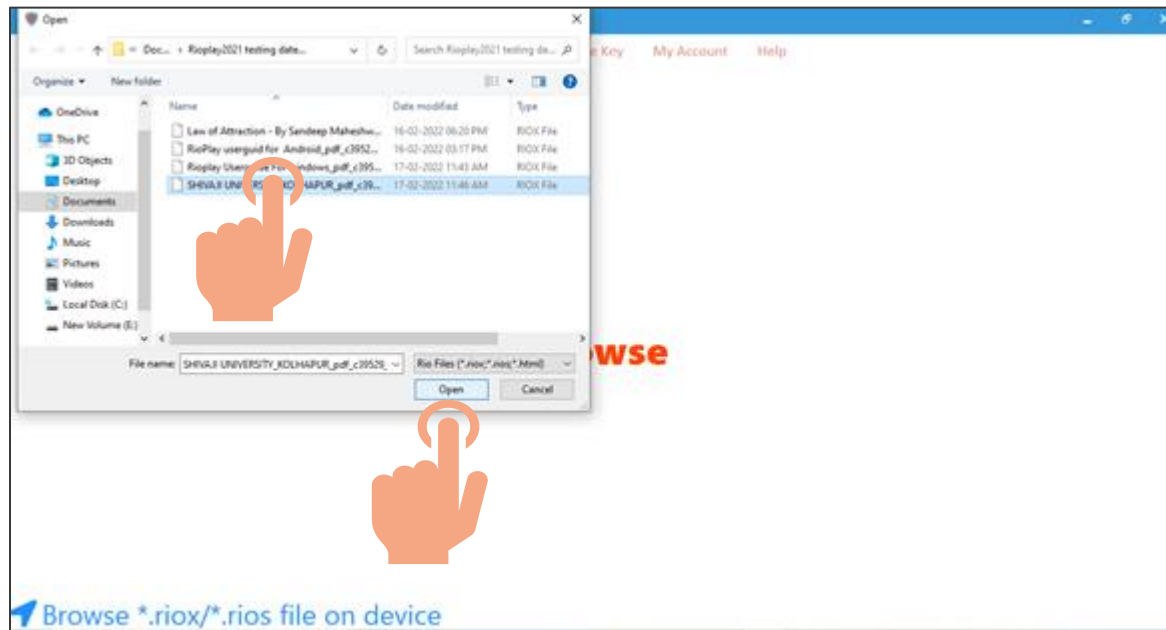 Open
Doc... › Rioplay2021 testing date...
Search Rioplay2021 testing da...
Key My Account Help
Organize New folder
Name Date modified Type
OneDrive
This PC
3D Objects
Desktop
Documents
Downloads
Music
Pictures
Videos
Local Disk (C:)
New Volume (E:)
Law of Attraction - By Sandeep Maheshw... 16-02-2022 06:20 PM RIOX File
RioPlay userguid for Android_pdf_c3952... 16-02-2022 03:17 PM RIOX File
Rioplay For indows_pdf_c395... 17-02-2022 11:43 AM RIOX File
SHIVAJI UNI HAPUR_pdf_c39... 17-02-2022 11:46 AM RIOX File
File name: SHIVAJI UNIVERSITY_KOLHAPUR_pdf_c39529_
Rio Files (*.riox;*.rios;*.html)
Open Cancel
wse
Browse *.riox/*.rios file on device